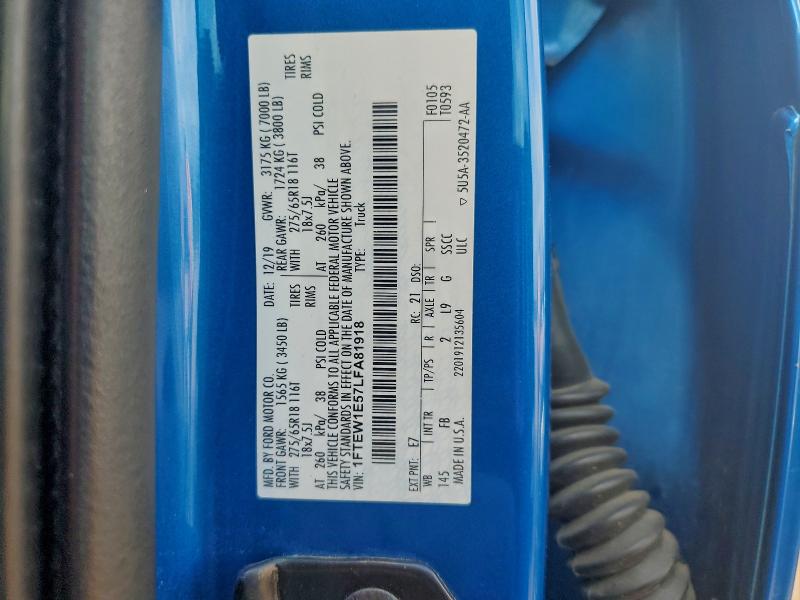 MFD. BY FORD MOTOR CO.
DATE: 12/19 GVWR: 3175 KG ( 7000 LB)
FRONT GAWR: 1565 KG ( 3450 LB)
REAR GAWR: 1724 KG ( 3800 LB)
WITH 275/65R18 116T TIRES
WITH 275/65R18 116T TIRES
18x7.5J RIMS
18x7.5J RIMS
AT 260 kPa/ 38 PSI COLD
AT 260 kPa/ 38 PSI COLD
THIS VEHICLE CONFORMS TO ALL APPLICABLE FEDERAL MOTOR VEHICLE
SAFETY STANDARDS IN EFFECT ON THE DATE OF MANUFACTURE SHOWN ABOVE.
VIN: 1FTEW1E57LFA81918
TYPE: Truck
F0105
T0593
EXT PNT: E7 RC: 21 DSO:
WB INT TR TP/PS R AXLE TR SPR
145 FB 2 L9 G SSCC
ULC
MADE IN U.S.A. 2201912135604
▽ 5U5A-3520472-AA